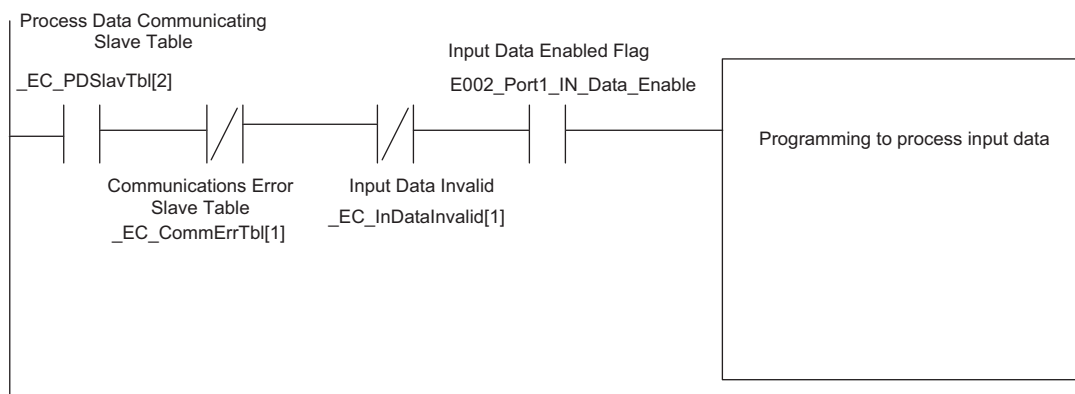 Process Data Communicating
Slave Table
_EC_PDSlavTbl[2]
Input Data Enabled Flag
E002_Port1_IN_Data_Enable
Programming to process input data
Communications Error
Slave Table
_EC_CommErrTbl[1]
Input Data Invalid
_EC_InDataInvalid[1]